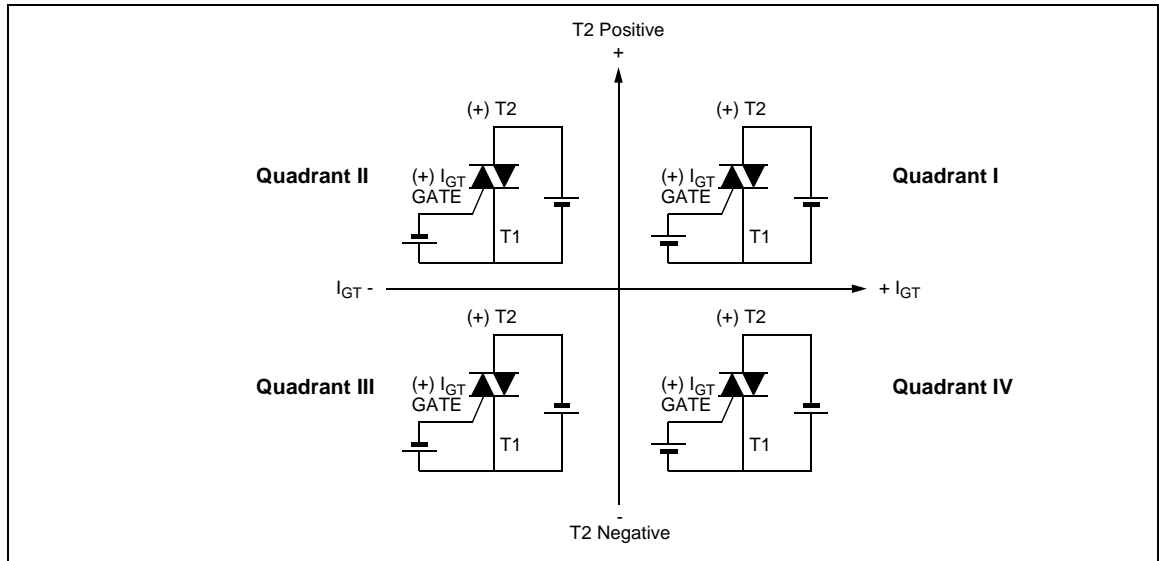 T2 Positive
+
(+) T2
(+) T2
Quadrant II
(+) IGT
GATE
T1
(+) IGT
GATE
T1
Quadrant I
IGT -
+ IGT
(+) T2
(+) T2
Quadrant III
(+) IGT
GATE
T1
(+) IGT
GATE
T1
Quadrant IV
-
T2 Negative